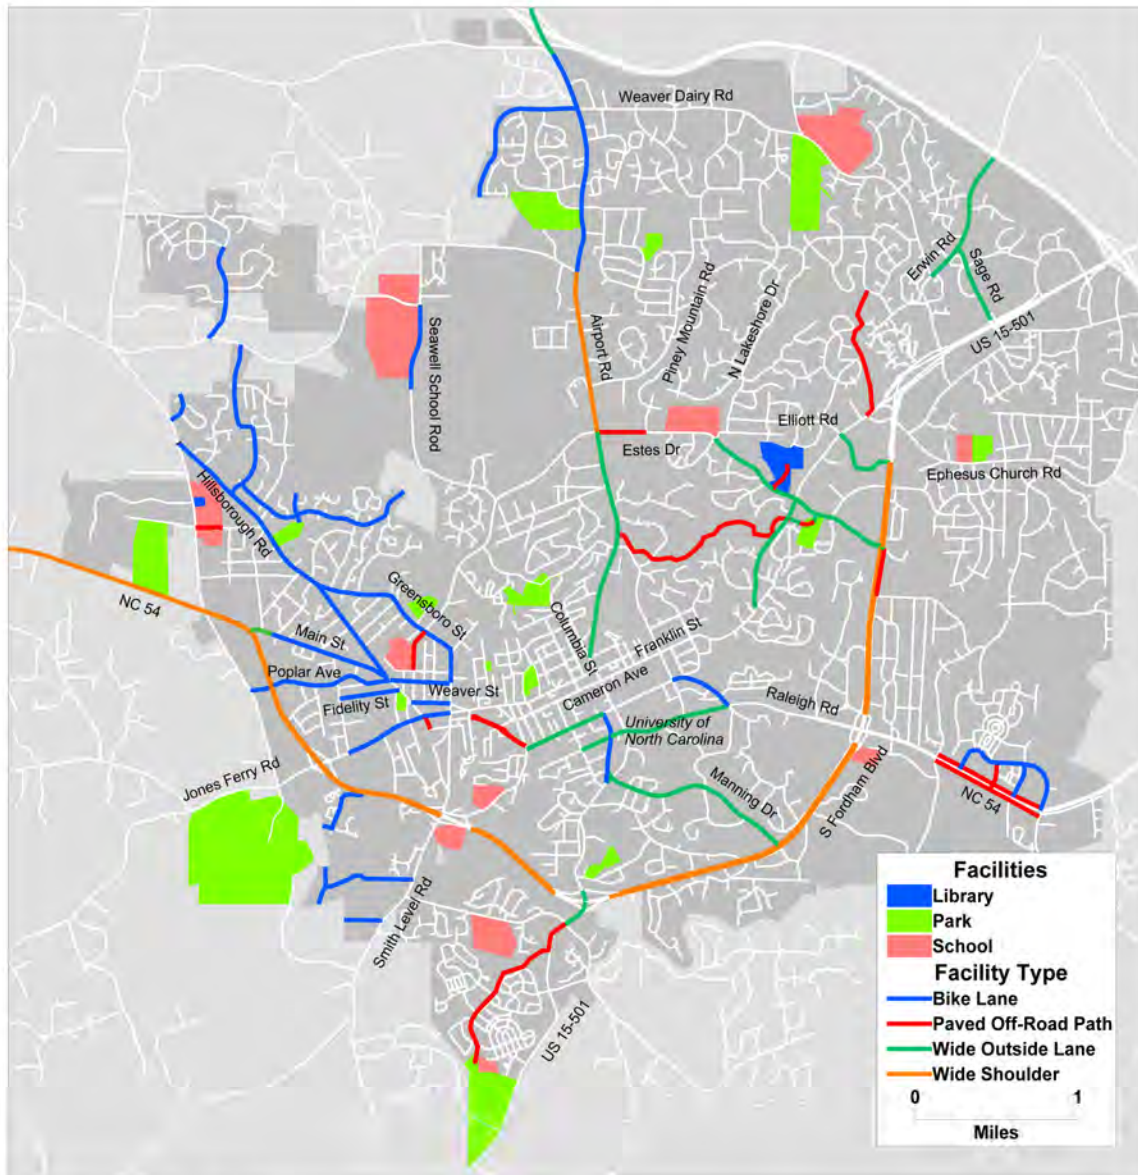 Weaver Dairy Rd
Erwin Rd
Sage Rd
US 15-501
Piney Mountain Rd
N Lakeshore Dr
Airport Rd
Seawell School Rod
Elliott Rd
Estes Dr
Ephesus Church Rd
Hillsborough Rd
NC 54
Greensboro St
Main St
Columbia St
Franklin St
Poplar Ave
Cameron Ave
Weaver St
Fidelity St
Raleigh Rd
University of
North Carolina
Jones Ferry Rd
Manning Dr
S Fordham Blvd
NC 54
Smith Level Rd
US 15-501
Facilities
Library
Park
School
Facility Type
Bike Lane
Paved Off-Road Path
Wide Outside Lane
Wide Shoulder
0 1
Miles